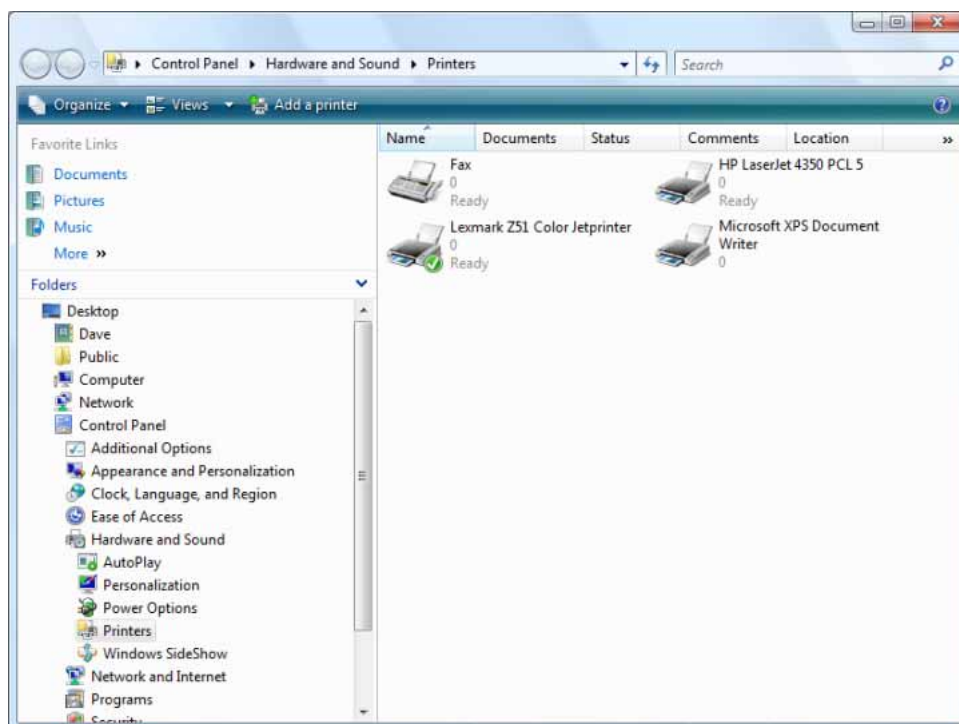 Control Panel Hardware and Sound Printers
Search
Organize Views Add a printer
Favorite Links
Documents
Pictures
Music
More »
Folders
Desktop
Dave
Public
Computer
Network
Control Panel
Additional Options
Appearance and Personalization
Clock, Language, and Region
Ease of Access
Hardware and Sound
AutoPlay
Personalization
Power Options
Printers
Windows SideShow
Network and Internet
Programs
Security
Name Documents Status Comments Location »
Fax
0
Ready
HP LaserJet 4350 PCL 5
0
Ready
Lexmark Z51 Color Jetprinter
0
Ready
Microsoft XPS Document
Writer
0